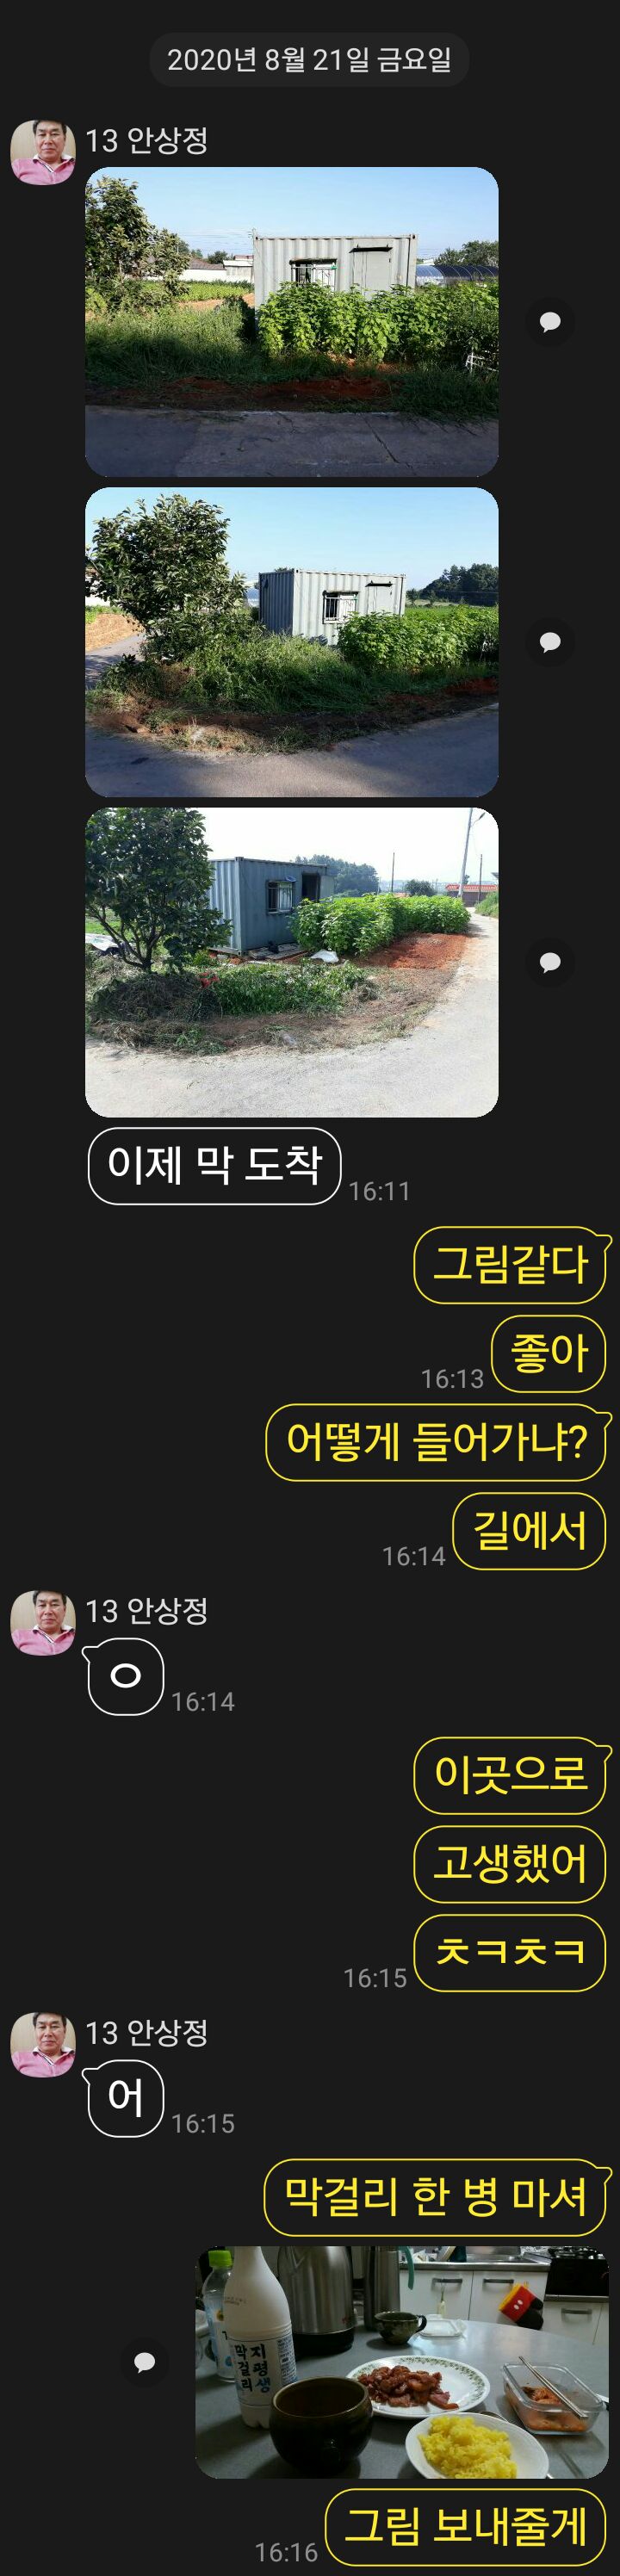 2020년 8월 21일 금요일
13 안상정
이제 막 도착
16:11
그림같다
좋아
16:13
어떻게 들어가냐?
길에서
16:14
13 안상정
ㅇ
16:14
이곳으로
고생했어
ㅊㅋㅊㅋ
16:15
13 안상정
어
16:15
막걸리 한 병 마셔
지평생
막걸리
그림 보내줄게
16:16